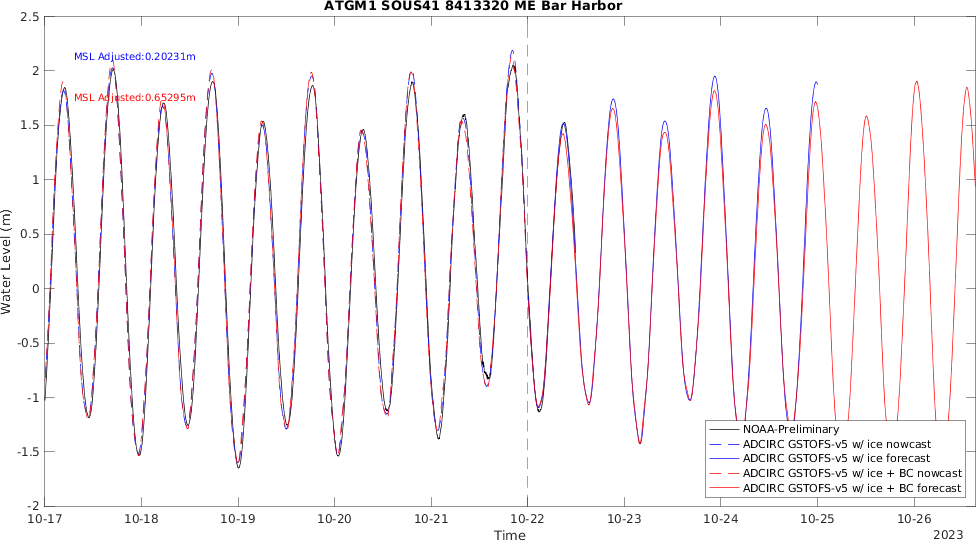 ATGM1 SOUS41 8413320 ME Bar Harbor
2.5
2
1.5
1
0.5
0
-0.5
-1
-1.5
-2
Water Level (m)
MSL Adjusted:0.20231m
MSL Adjusted:0.65295m
NOAA-Preliminary
ADCIRC GSTOFS-v5 w/ ice nowcast
ADCIRC GSTOFS-v5 w/ ice forecast
ADCIRC GSTOFS-v5 w/ ice + BC nowcast
ADCIRC GSTOFS-v5 w/ ice + BC forecast
10-17 10-18 10-19 10-20 10-21 10-22 10-23 10-24 10-25 10-26
Time
2023